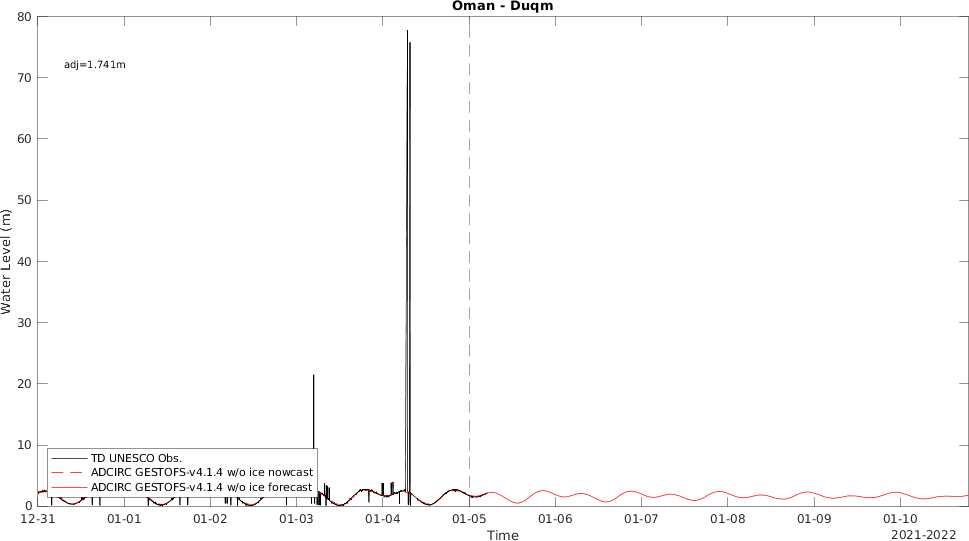 Oman - Duqm
80
adj=1.741m
70
60
50
40
30
20
10
0
Water Level (m)
TD UNESCO Obs.
ADCIRC GESTOFS-v4.1.4 w/o ice nowcast
ADCIRC GESTOFS-v4.1.4 w/o ice forecast
12-31 01-01 01-02 01-03 01-04 01-05 01-06 01-07 01-08 01-09 01-10
Time
2021-2022